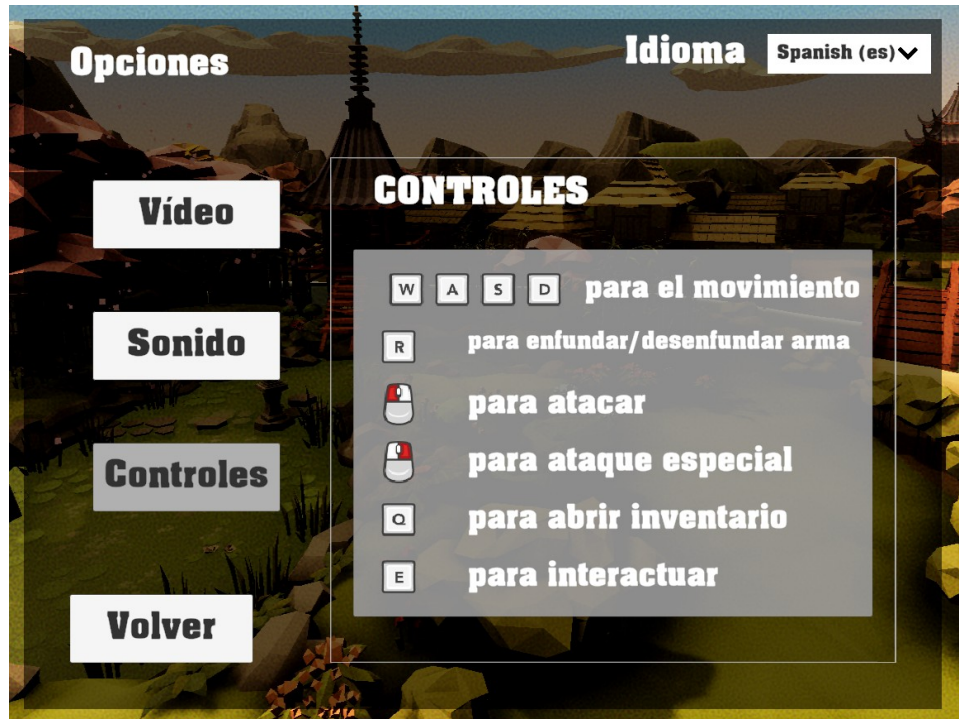 Opciones
Idioma
Spanish (es)
Vídeo
Sonido
Controles
Volver
CONTROLES
W A S D para el movimiento
R para enfundar/desenfundar arma
para atacar
para ataque especial
Q para abrir inventario
E para interactuar